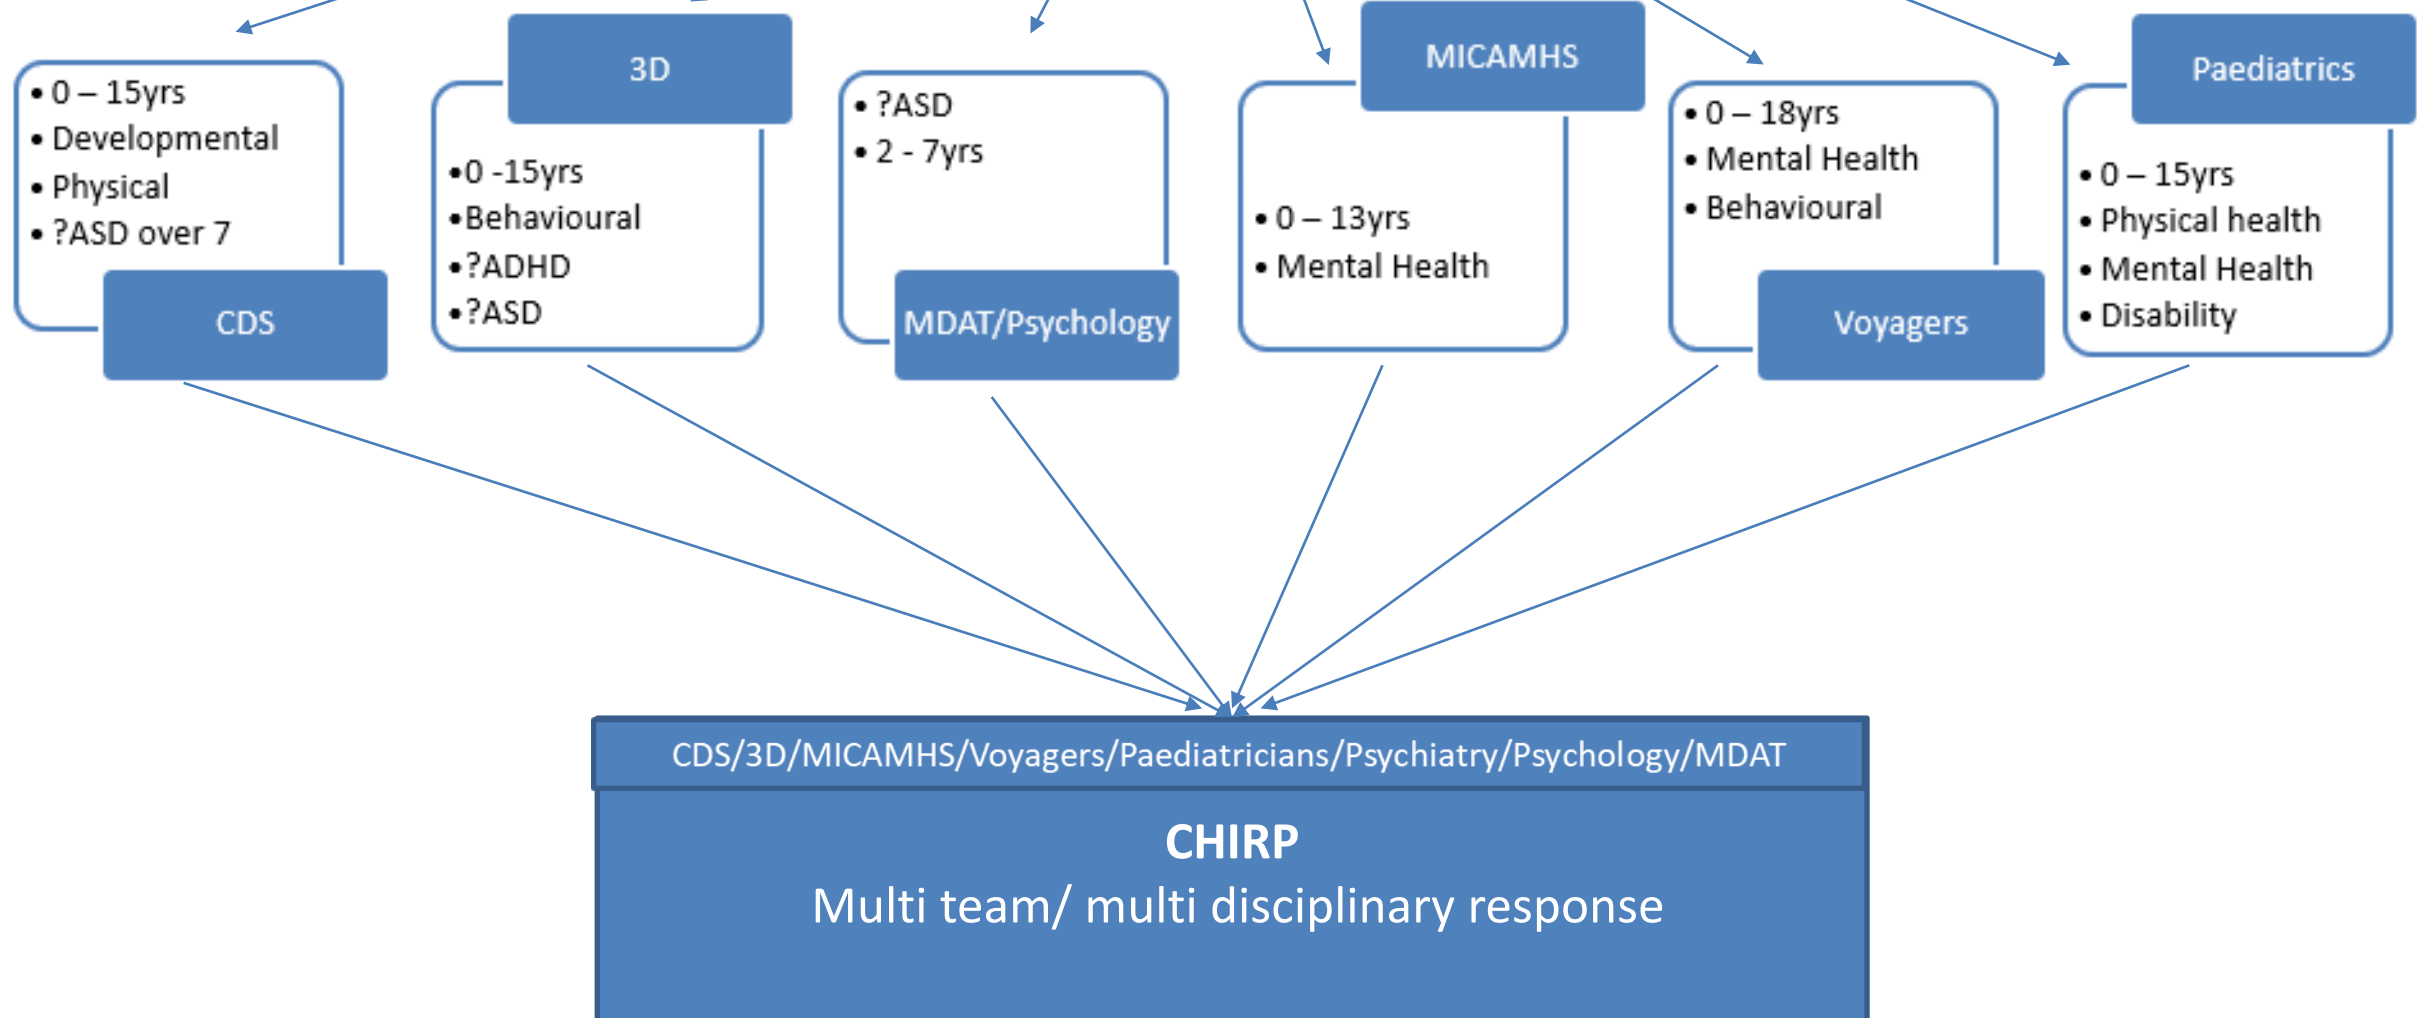 • 0 – 15yrs
• Developmental
• Physical
• ?ASD over 7
CDS
3D
•0 -15yrs
•Behavioural
•?ADHD
•?ASD
• ?ASD
• 2 - 7yrs
MDAT/Psychology
MICAMHS
• 0 – 13yrs
• Mental Health
• 0 – 18yrs
• Mental Health
• Behavioural
Voyagers
Paediatrics
• 0 – 15yrs
• Physical health
• Mental Health
• Disability
CDS/3D/MICAMHS/Voyagers/Paediatricians/Psychiatry/Psychology/MDAT
CHIRP
Multi team/ multi disciplinary response